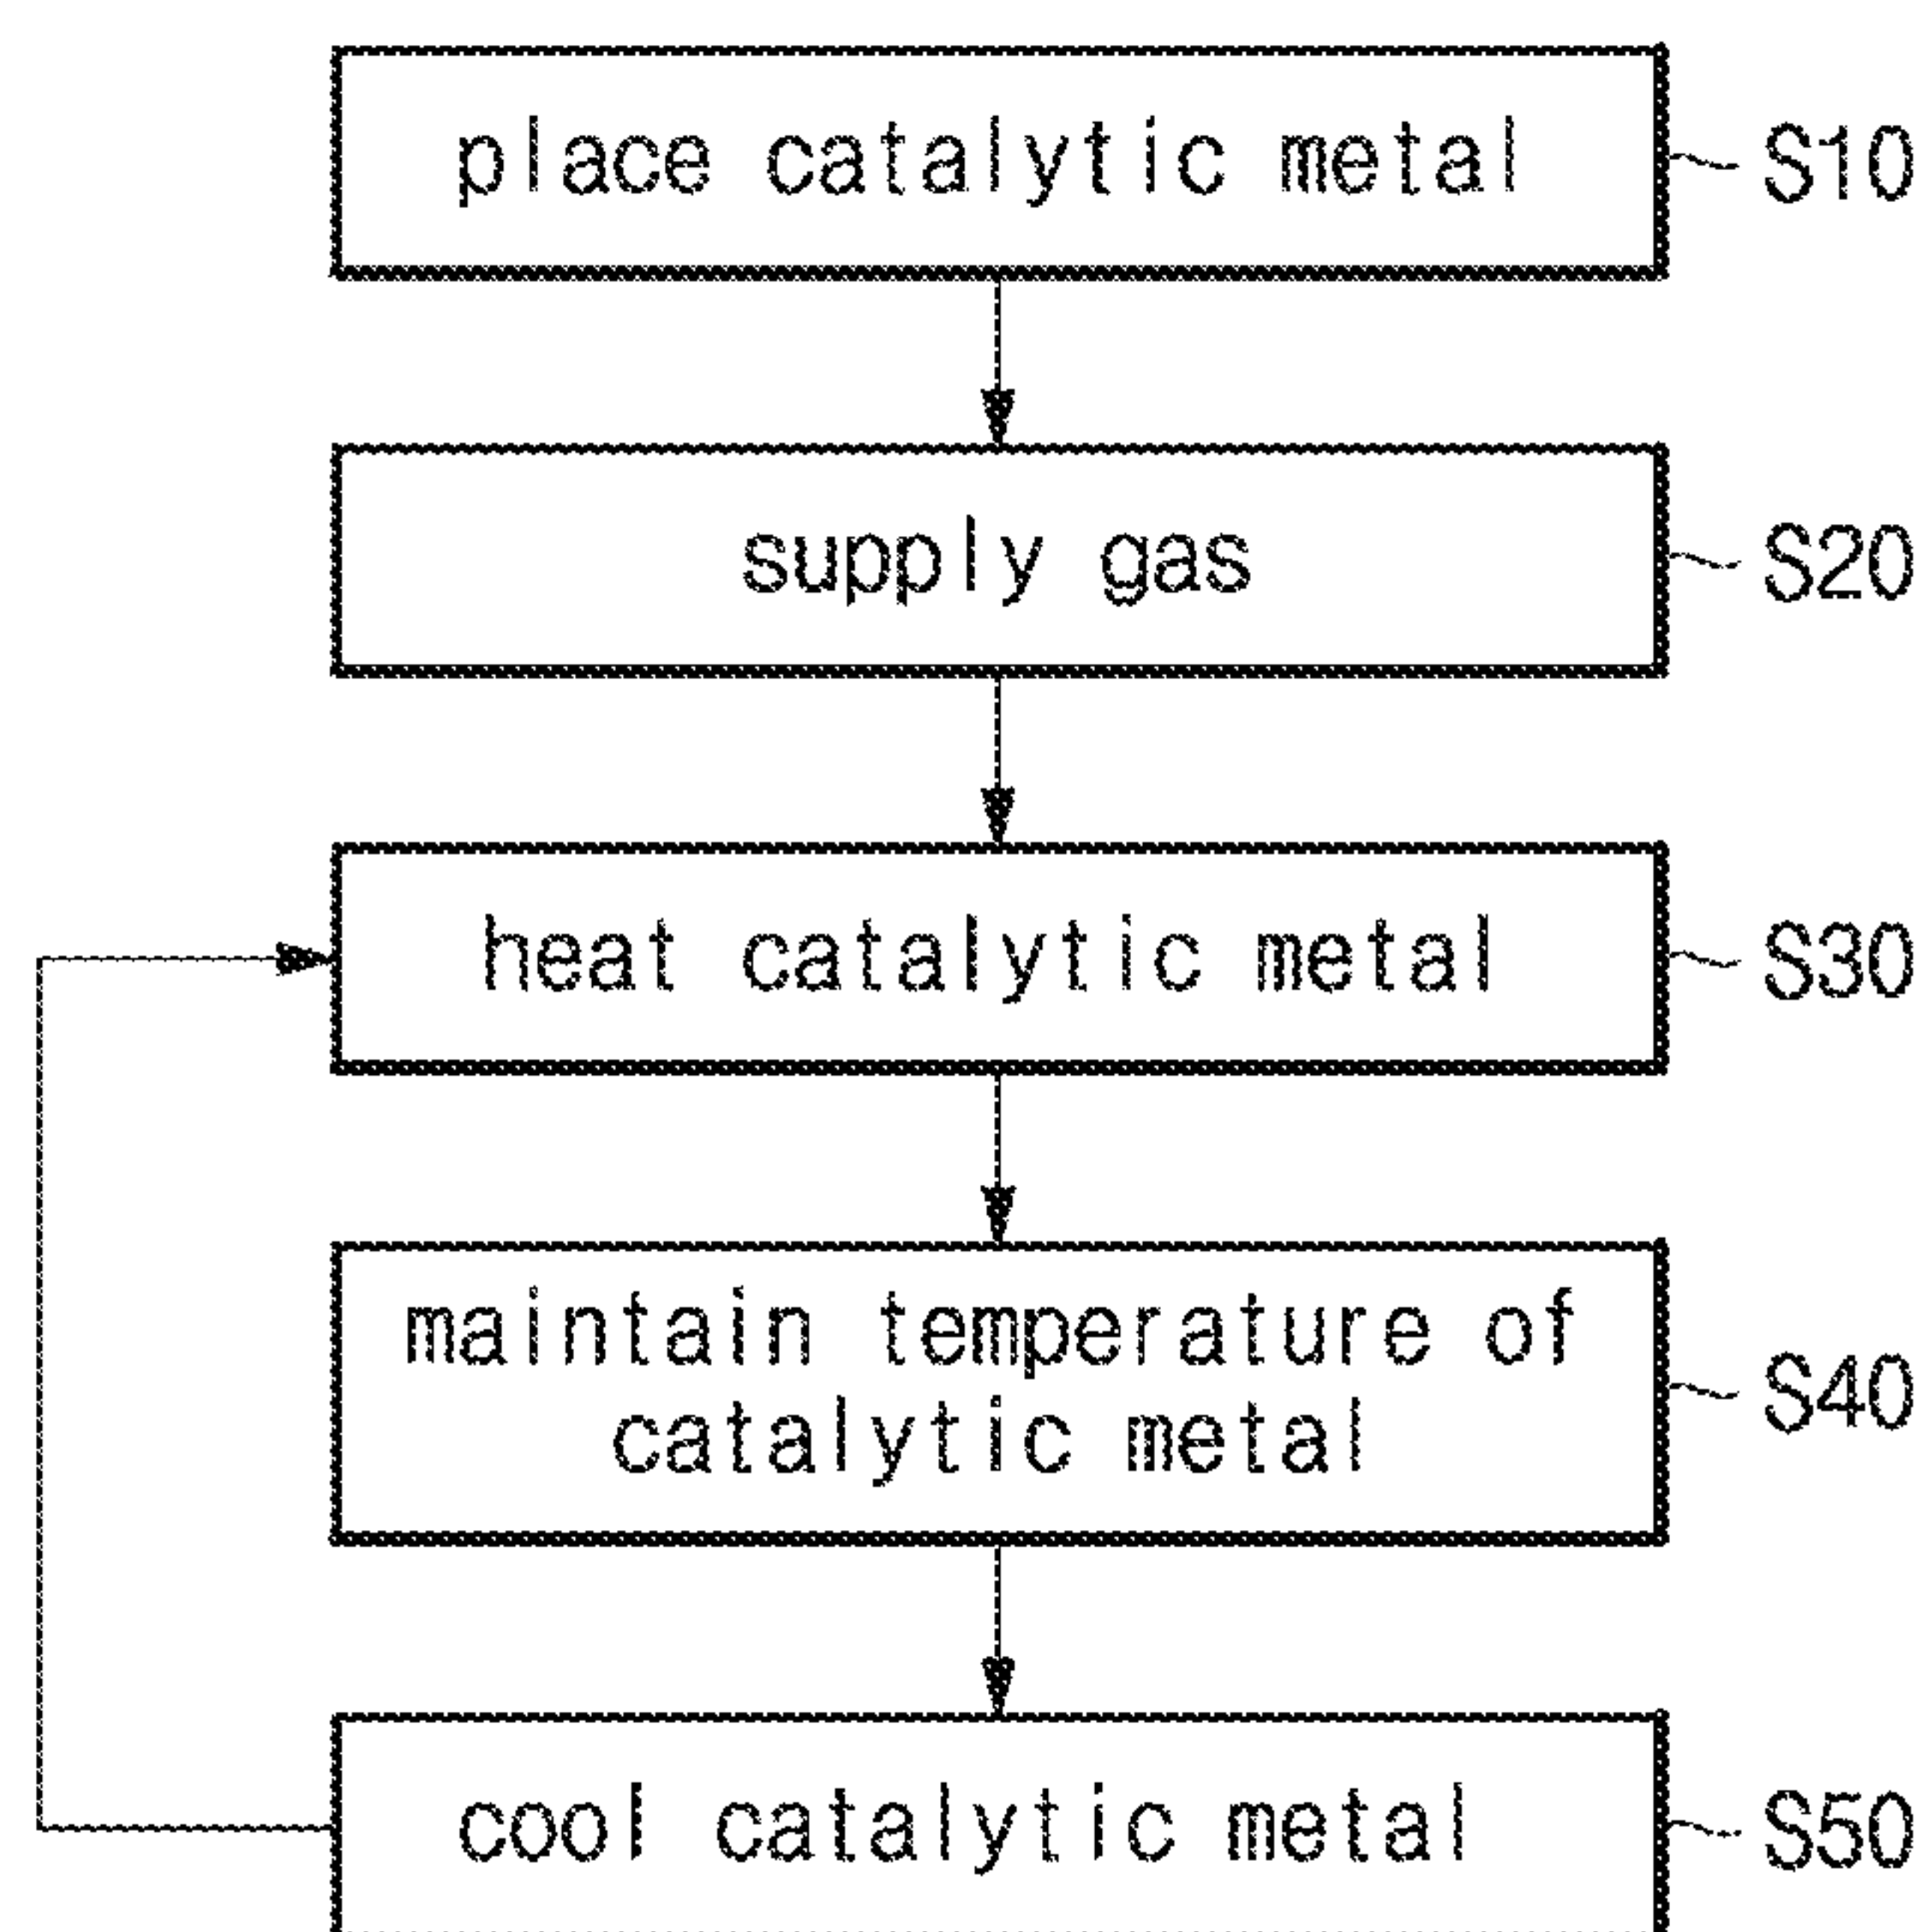 place catalytic metal S10
supply gas S20
heat catalytic metal S30
maintain temperature of
catalytic metal S40
cool catalytic metal S50